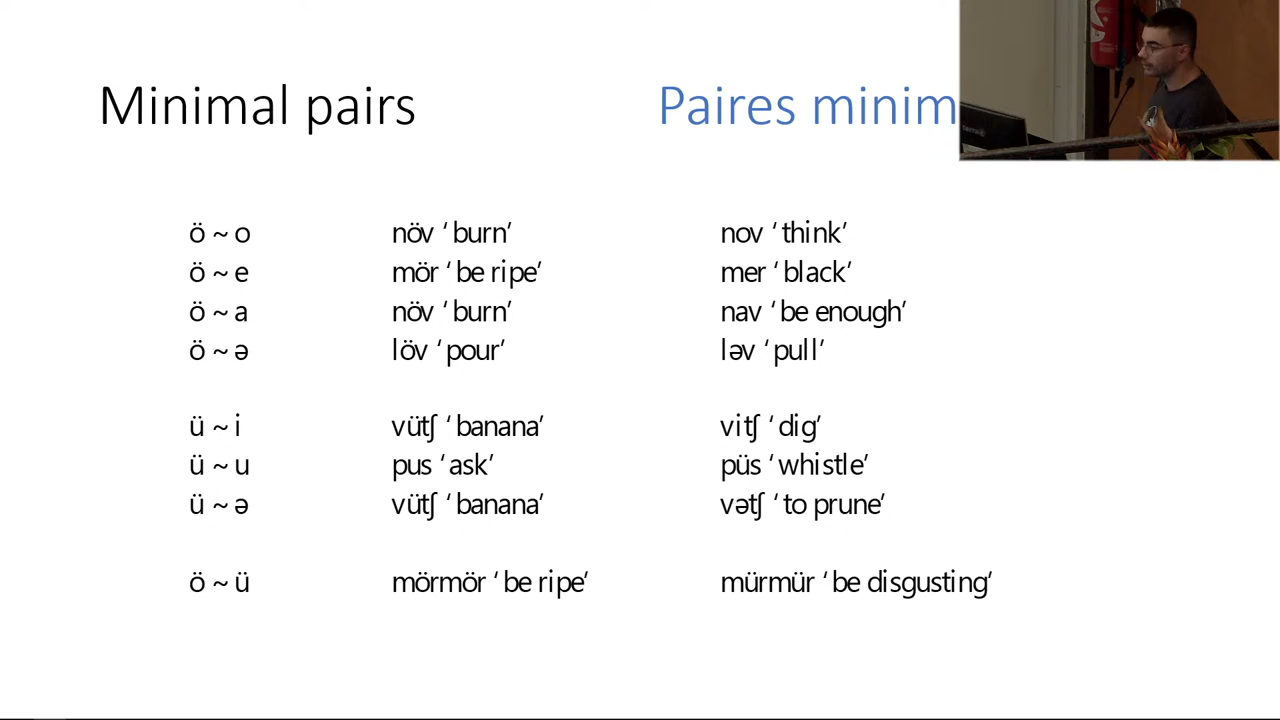 Minimal pairs Paires minim
ö ~ o növ ‘burn’ nov ‘think’
ö ~ e mör ‘be ripe’ mer ‘black’
ö ~ a növ ‘burn’ nav ‘be enough’
ö ~ ə löv ‘pour’ ləv ‘pull’
ü ~ i vütʃ ‘banana’ vitʃ ‘dig’
ü ~ u pus ‘ask’ püs ‘whistle’
ü ~ ə vütʃ ‘banana’ vətʃ ‘to prune’
ö ~ ü mörmör ‘be ripe’ mürmür ‘be disgusting’